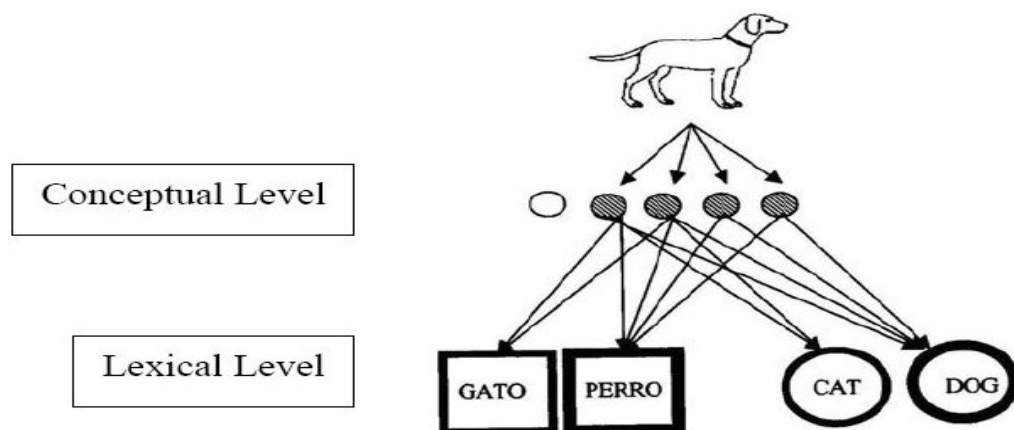 Conceptual Level
Lexical Level
GATO
PERRO
CAT
DOG